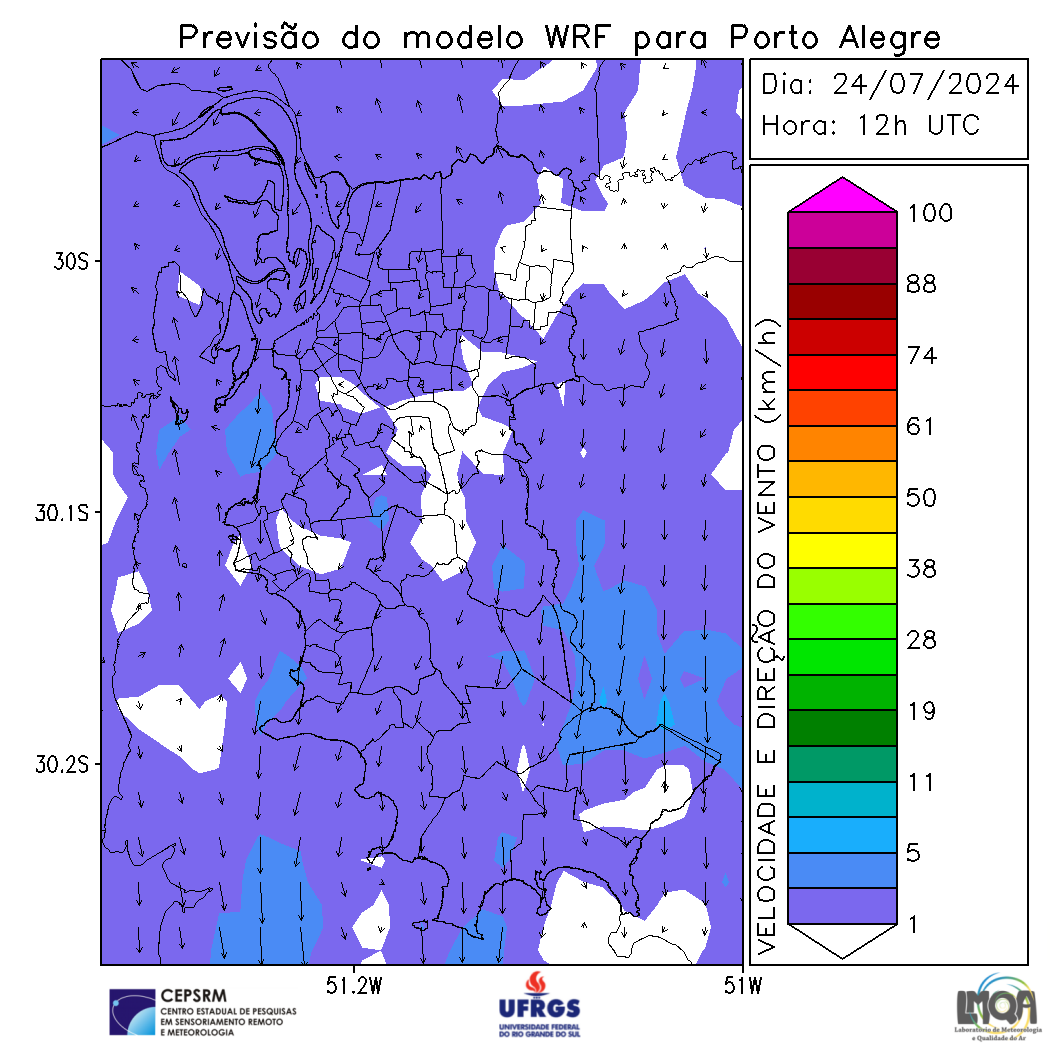 Previsão do modelo WRF para Porto Alegre
Dia: 24/07/2024
Hora: 12h UTC
30S
30.1S
30.2S
51.2W
51W
VELOCIDADE E DIREÇÃO DO VENTO (km/h)
100
88
74
61
50
38
28
19
11
5
1
CEPSRM
CENTRO ESTADUAL DE PESQUISAS
EM SENSORIAMENTO REMOTO
E METEOROLOGIA
UFRGS
UNIVERSIDADE FEDERAL
DO RIO GRANDE DO SUL
LMQA
Laboratório de Meteorologia
e Qualidade do Ar